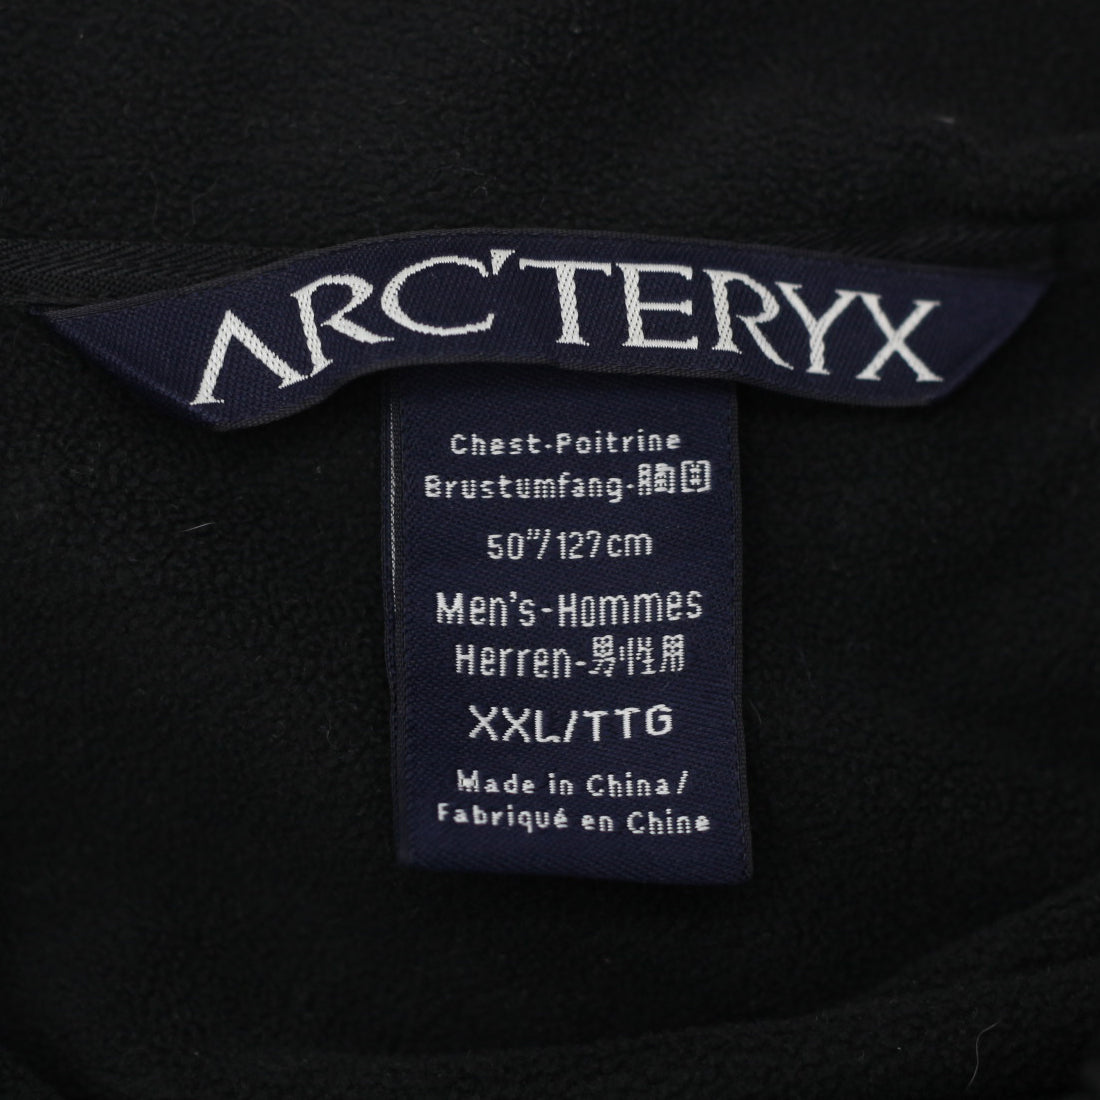 ARC'TERYX
Chest-Poitrine
Brustumfang-胸囲
50"/127cm
Men's-Hommes
Herren-男性用
XXL/TTG
Made in China/
Fabriqué en Chine